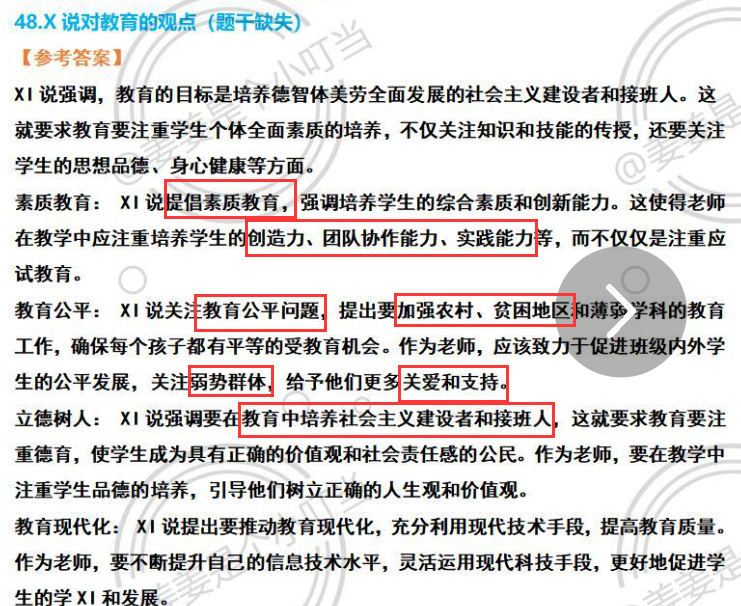 48.X 说对教育的观点（题干缺失）
【参考答案】
XI 说强调，教育的目标是培养德智体美劳全面发展的社会主义建设者和接班人。这
就要求教育要注重学生个体全面素质的培养，不仅关注知识和技能的传授，还要关注
学生的思想品德、身心健康等方面。
素质教育： XI 说提倡素质教育，强调培养学生的综合素质和创新能力。这使得老师
在教学中应注重培养学生的创造力、团队协作能力、实践能力等，而不仅仅是注重应
试教育。
教育公平： XI 说关注教育公平问题，提出要加强农村、贫困地区和薄弱学科的教育
工作，确保每个孩子都有平等的受教育机会。作为老师，应该致力于促进班级内外学
生的公平发展，关注弱势群体，给予他们更多关爱和支持。
立德树人： XI 说强调要在教育中培养社会主义建设者和接班人，这就要求教育要注
重德育，使学生成为具有正确的价值观和社会责任感的公民。作为老师，要在教学中
注重学生品德的培养，引导他们树立正确的人生观和价值观。
教育现代化： XI 说提出要推动教育现代化，充分利用现代技术手段，提高教育质量。
作为老师，要不断提升自己的信息技术水平，灵活运用现代科技手段，更好地促进学
生的学 XI 和发展。
@姜姜是个小叮当
@姜姜是
姜姜是个小叮当
@姜姜是